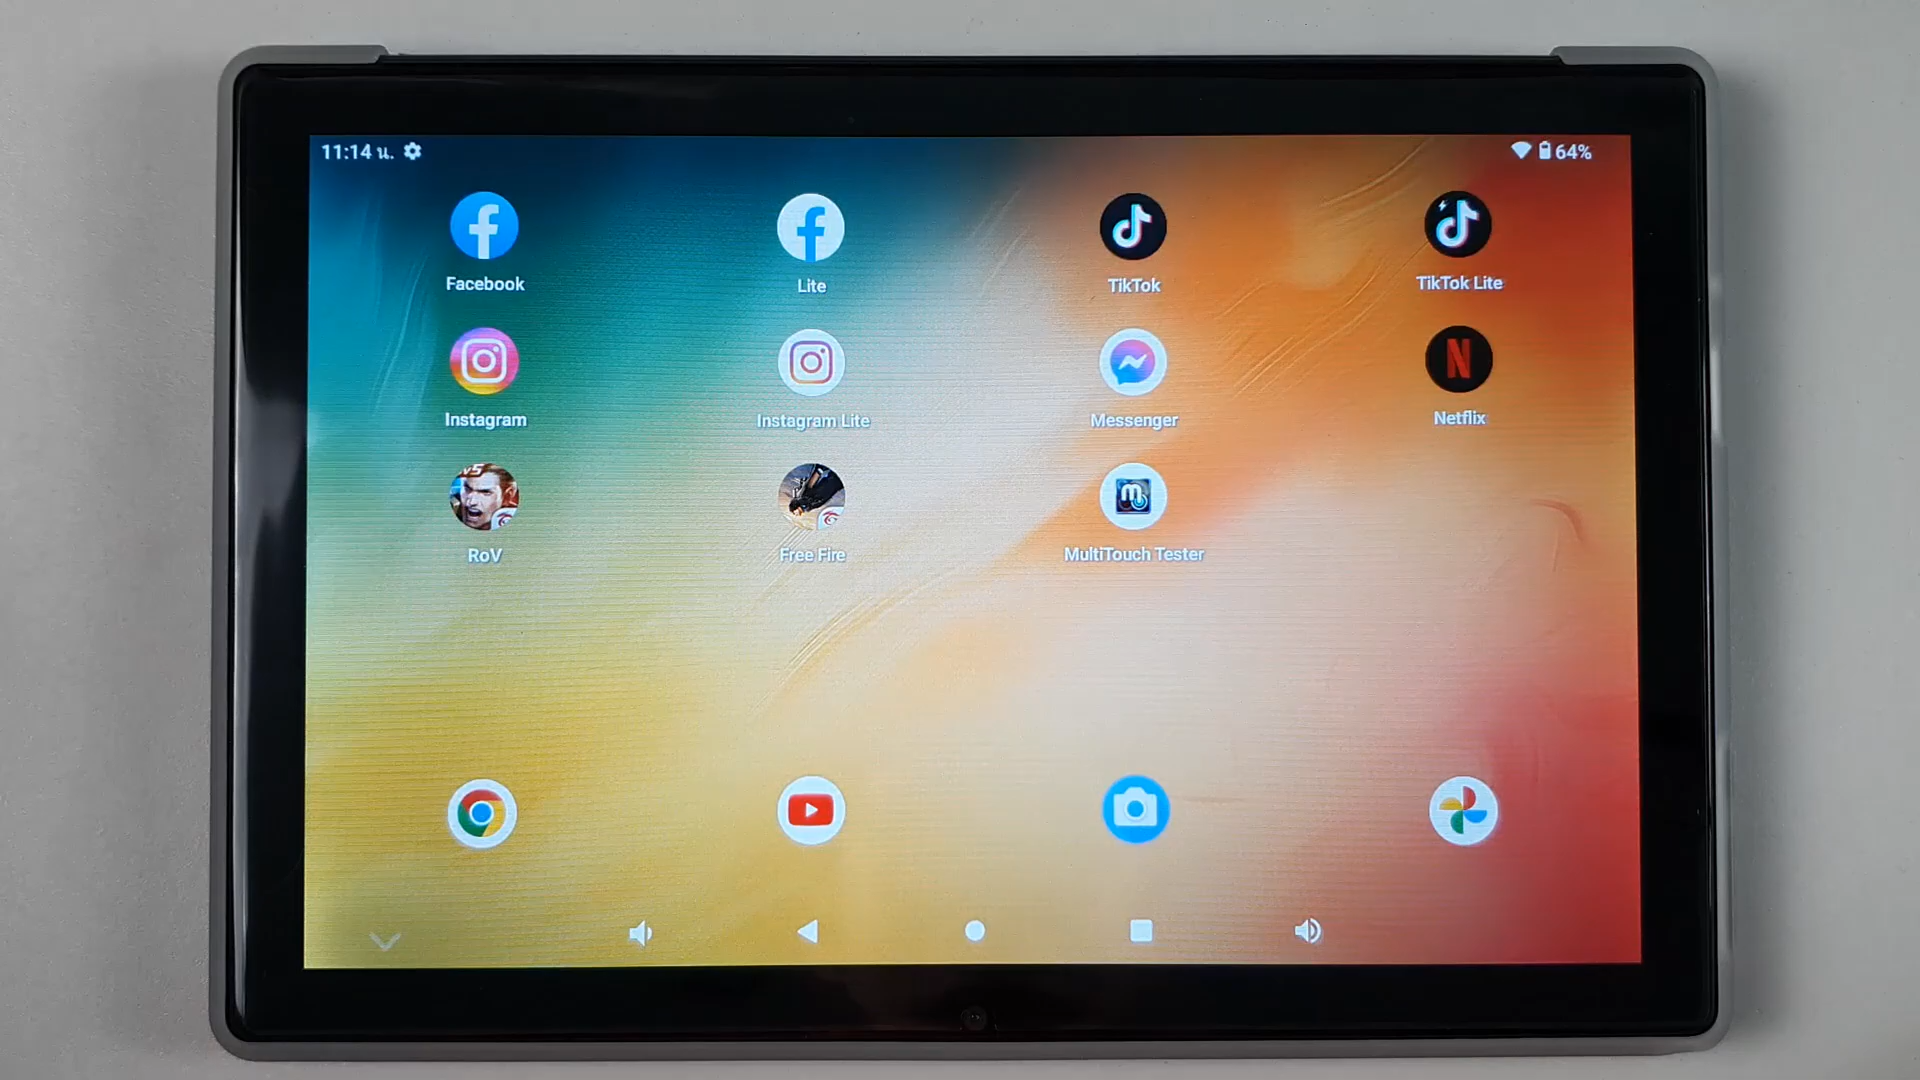 11:14 น. 64%
Facebook Lite TikTok TikTok Lite
Instagram Instagram Lite Messenger Netflix
RoV Free Fire MultiTouch Tester